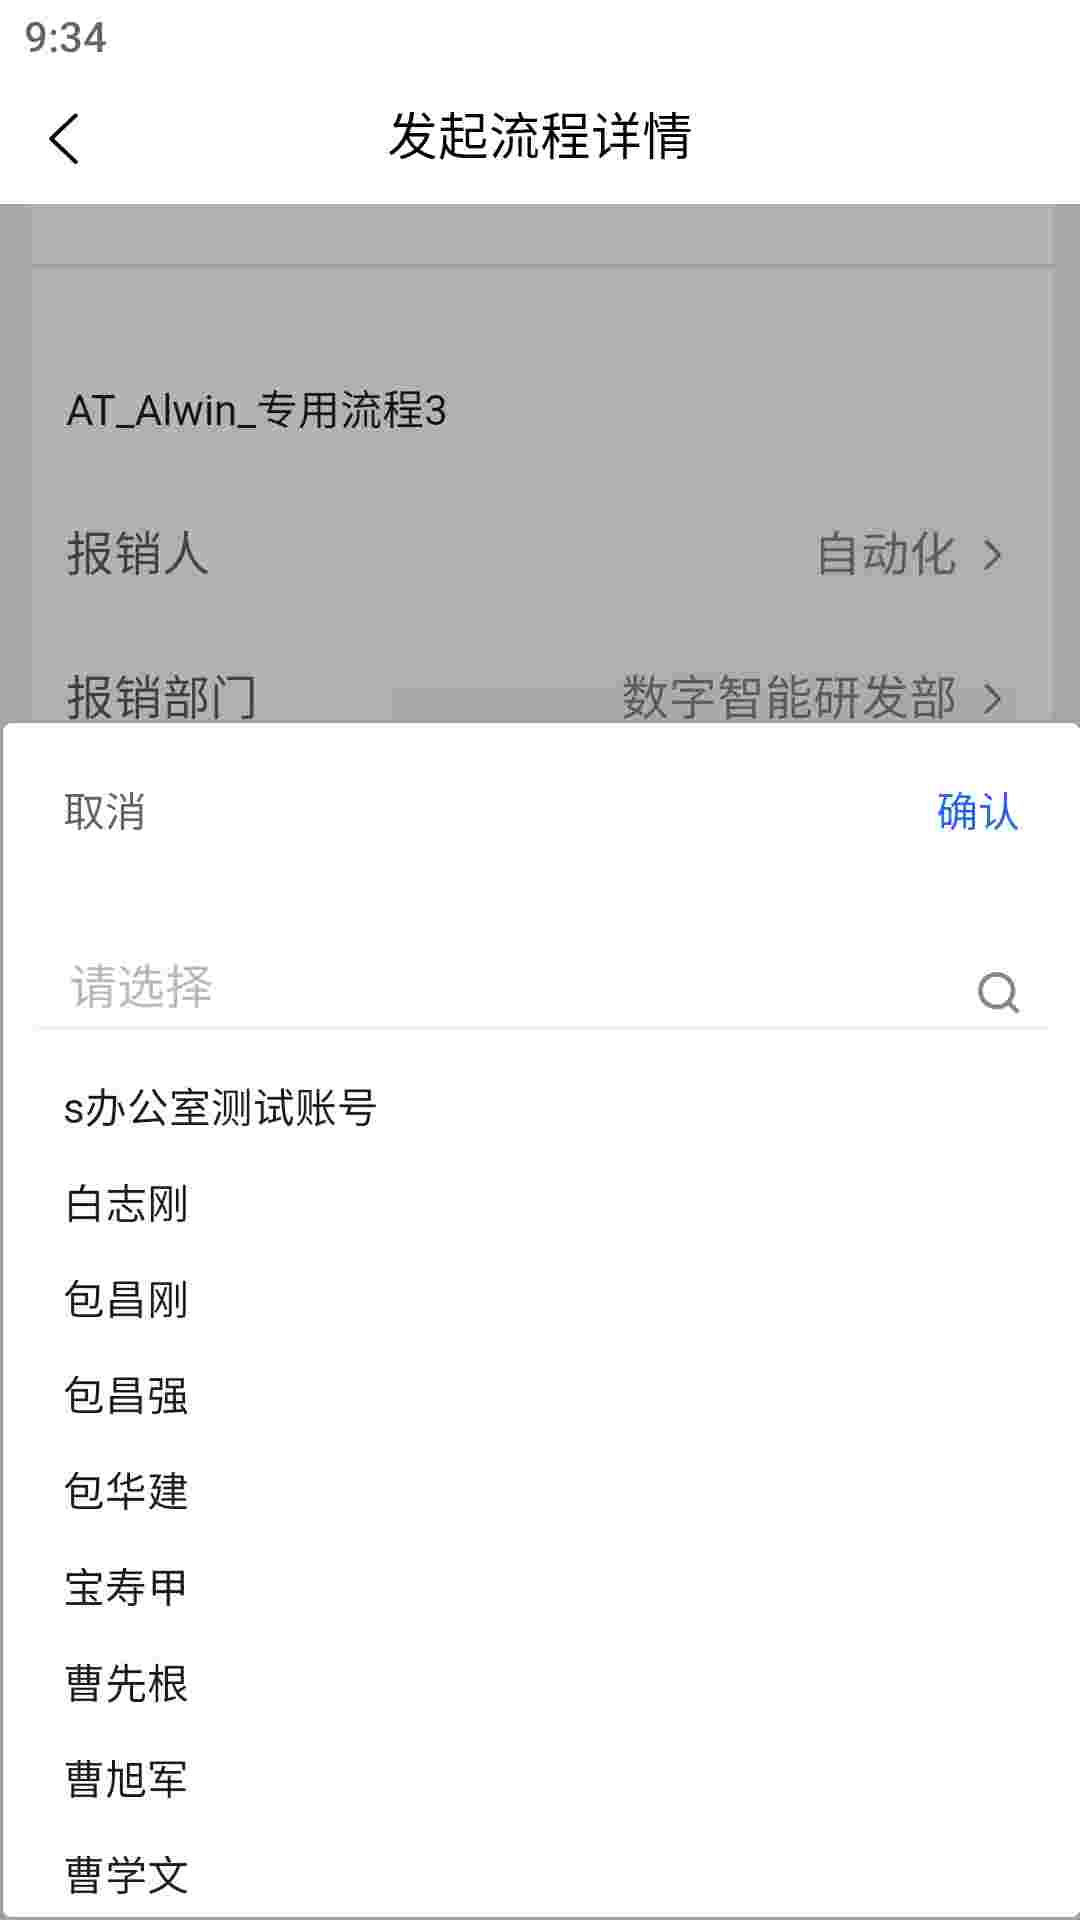 9:34
发起流程详情
AT_Alwin_专用流程3
报销人 自动化
报销部门 数字智能研发部
取消 确认
请选择
s办公室测试账号
白志刚
包昌刚
包昌强
包华建
宝寿甲
曹先根
曹旭军
曹学文